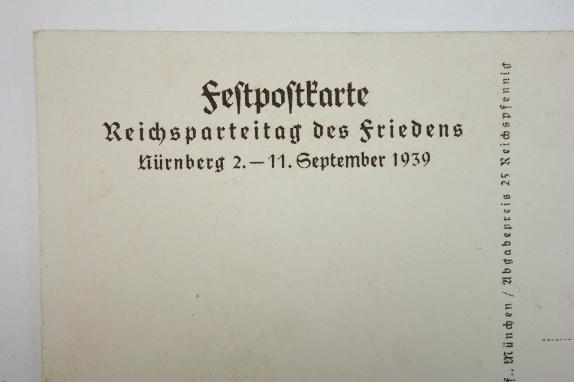 Festpostkarte
Reichsparteitag des Friedens
Nürnberg 2.–11. September 1939
München / Abgabepreis 25 Reichspfennig